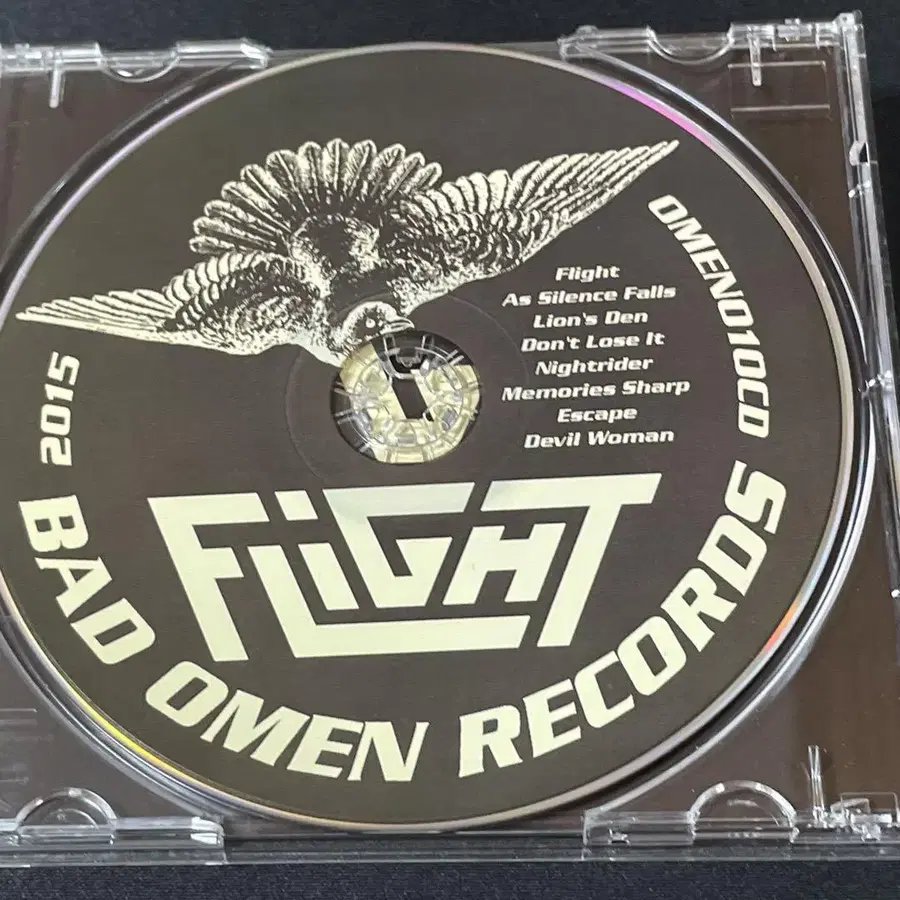 Flight
As Silence Falls
Lion's Den
Don't Lose It
Nightrider
Memories Sharp
Escape
Devil Woman
OMEN010CD
2015
FLiGHT
BAD OMEN RECORDS